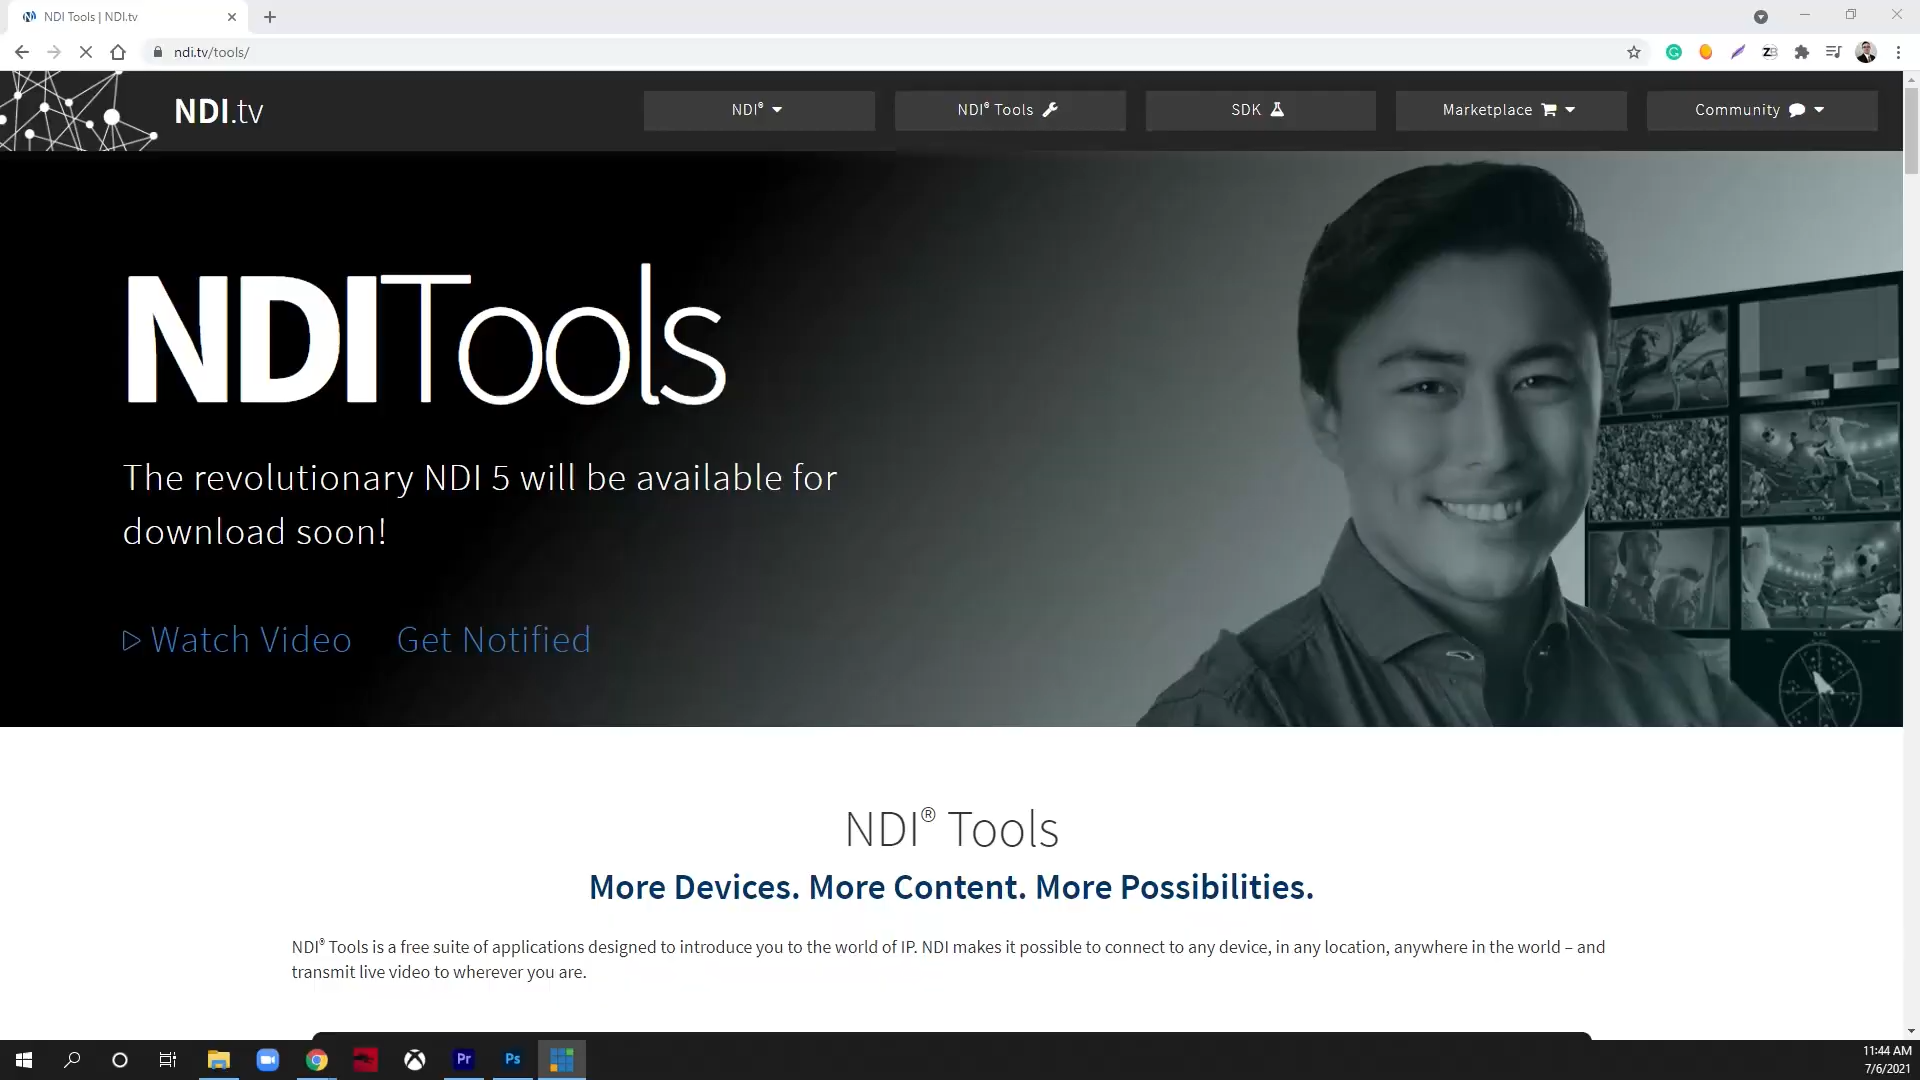 NDI Tools | NDI.tv
ndi.tv/tools/
NDI.tv
NDI®
NDI® Tools
SDK
Marketplace
Community
NDITools
The revolutionary NDI 5 will be available for
download soon!
Watch Video
Get Notified
NDI® Tools
More Devices. More Content. More Possibilities.
NDI® Tools is a free suite of applications designed to introduce you to the world of IP. NDI makes it possible to connect to any device, in any location, anywhere in the world – and
transmit live video to wherever you are.
Pr
Ps
11:44 AM
7/6/2021